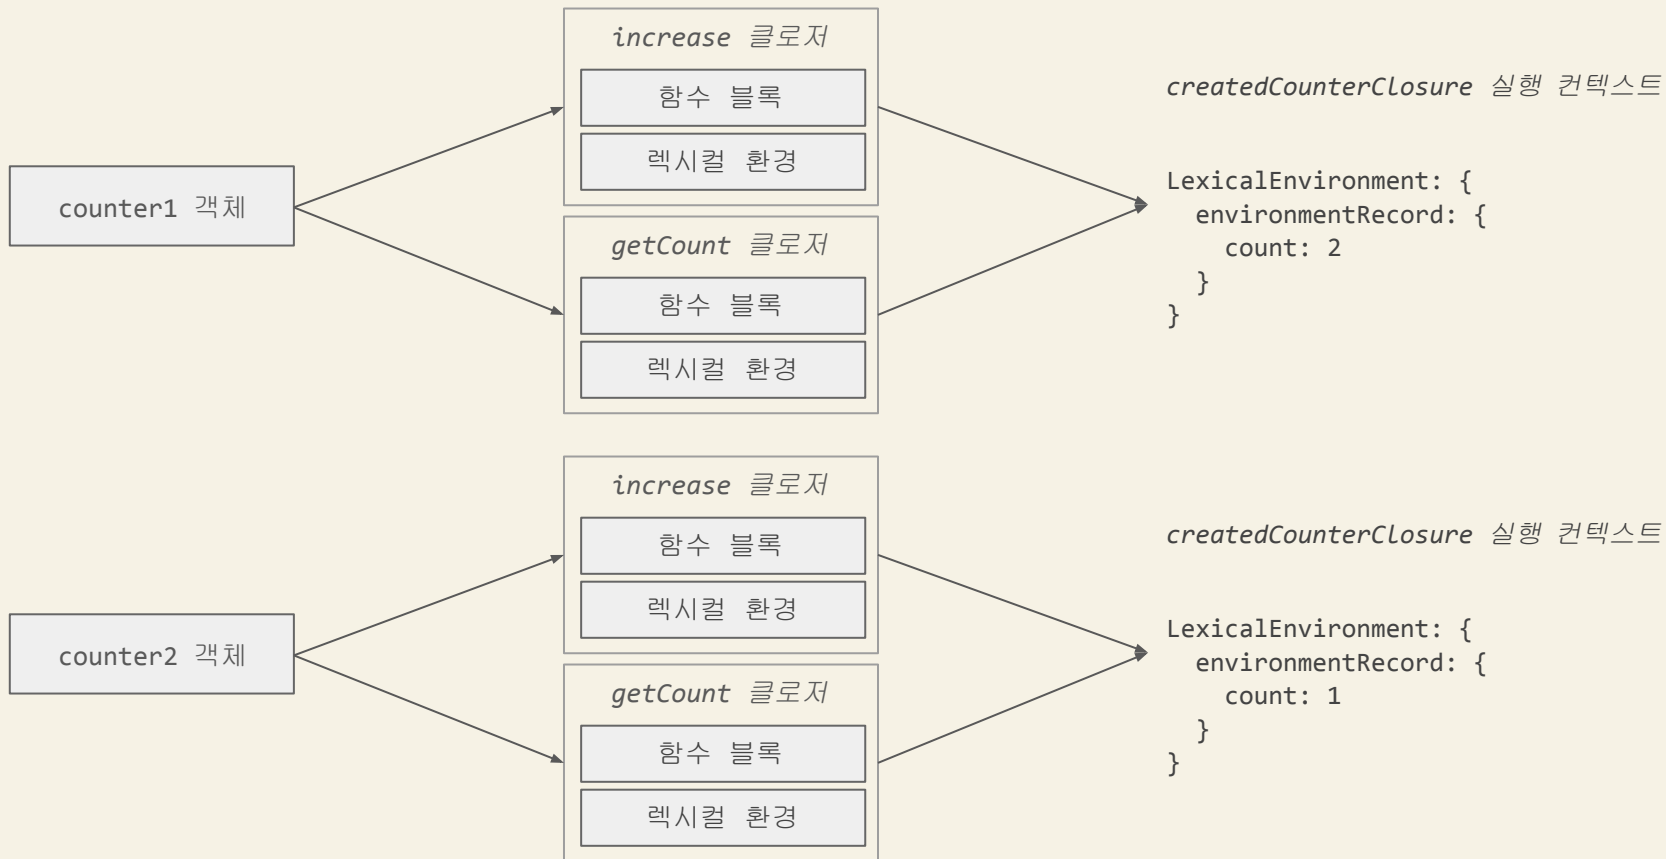 counter1 객체
increase 클로저
함수 블록
렉시컬 환경
getCount 클로저
함수 블록
렉시컬 환경
createdCounterClosure 실행 컨텍스트
LexicalEnvironment: {
environmentRecord: {
count: 2
}
}
counter2 객체
increase 클로저
함수 블록
렉시컬 환경
getCount 클로저
함수 블록
렉시컬 환경
createdCounterClosure 실행 컨텍스트
LexicalEnvironment: {
environmentRecord: {
count: 1
}
}